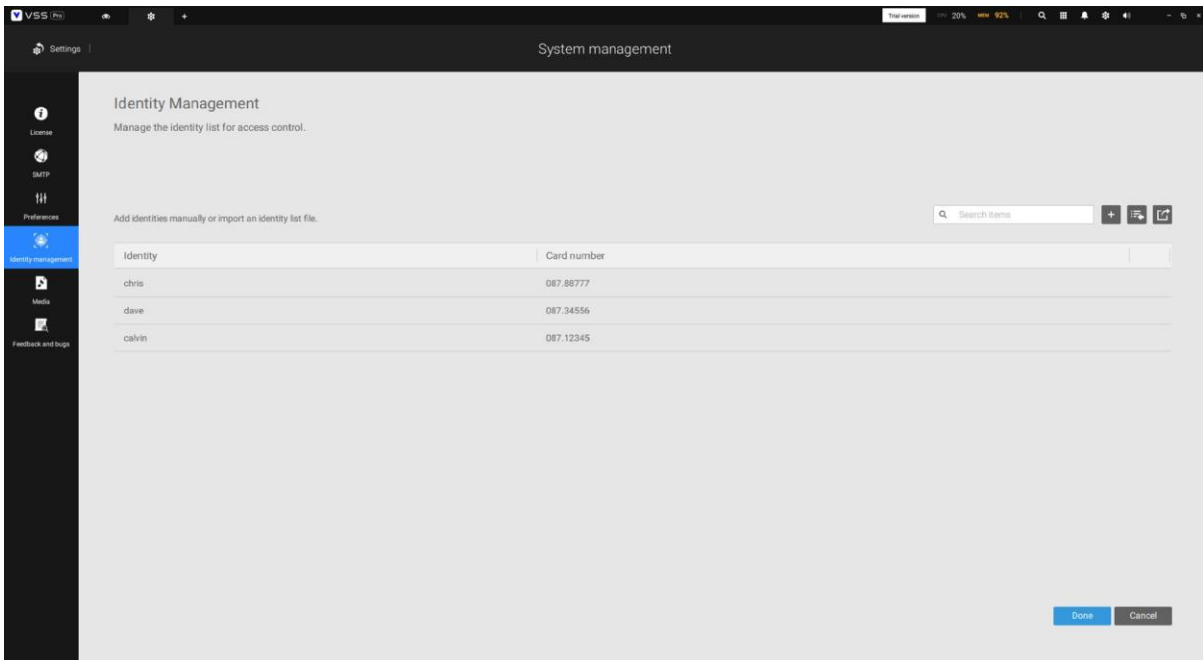 VSS Pro
Trial version CPU 20% MEM 92%
Settings
System management
License
SMTP
Preferences
Identity management
Media
Feedback and bugs
Identity Management
Manage the identity list for access control.
Add identities manually or import an identity list file.
Search items
Identity Card number
chris 087.88777
dave 087.34556
calvin 087.12345
Done Cancel